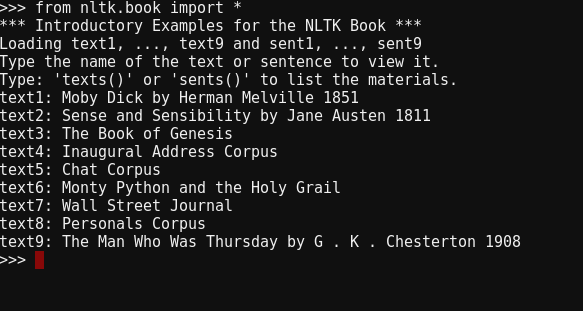 >>> from nltk.book import *
*** Introductory Examples for the NLTK Book ***
Loading text1, ..., text9 and sent1, ..., sent9
Type the name of the text or sentence to view it.
Type: 'texts()' or 'sents()' to list the materials.
text1: Moby Dick by Herman Melville 1851
text2: Sense and Sensibility by Jane Austen 1811
text3: The Book of Genesis
text4: Inaugural Address Corpus
text5: Chat Corpus
text6: Monty Python and the Holy Grail
text7: Wall Street Journal
text8: Personals Corpus
text9: The Man Who Was Thursday by G . K . Chesterton 1908
>>>